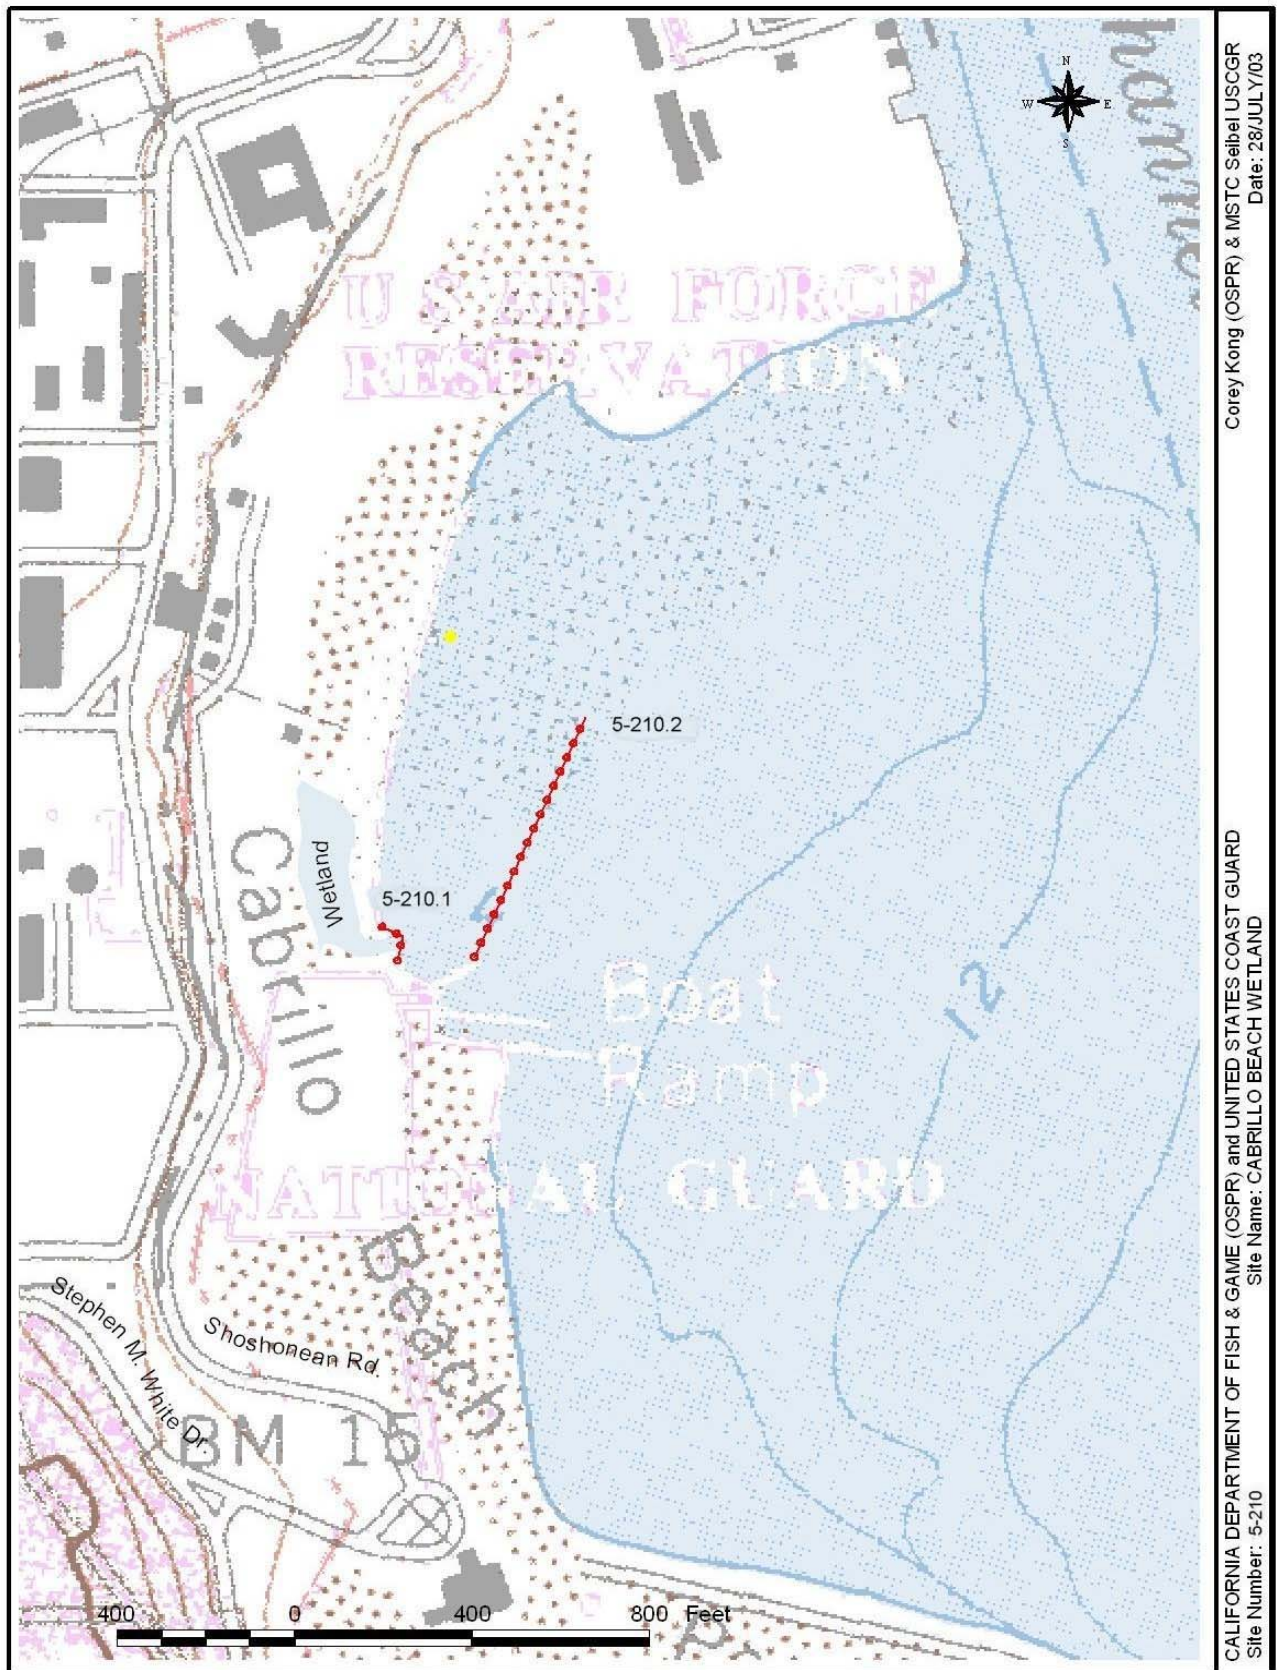 N
W E
S
U S AIR FORCE
RESERVATION
5-210.2
Wetland
5-210.1
4
Cabrillo
Boat
Ramp
12
NATIONAL GUARD
Beach
Stephen M. White Dr.
Shoshonean Rd.
BM 15
400 0 400 800 Feet
Corey Kong (OSPR) & MSTC Seibel USCGR
Date: 28/JULY/03
CALIFORNIA DEPARTMENT OF FISH & GAME (OSPR) and UNITED STATES COAST GUARD
Site Number: 5-210 Site Name: CABRILLO BEACH WETLAND